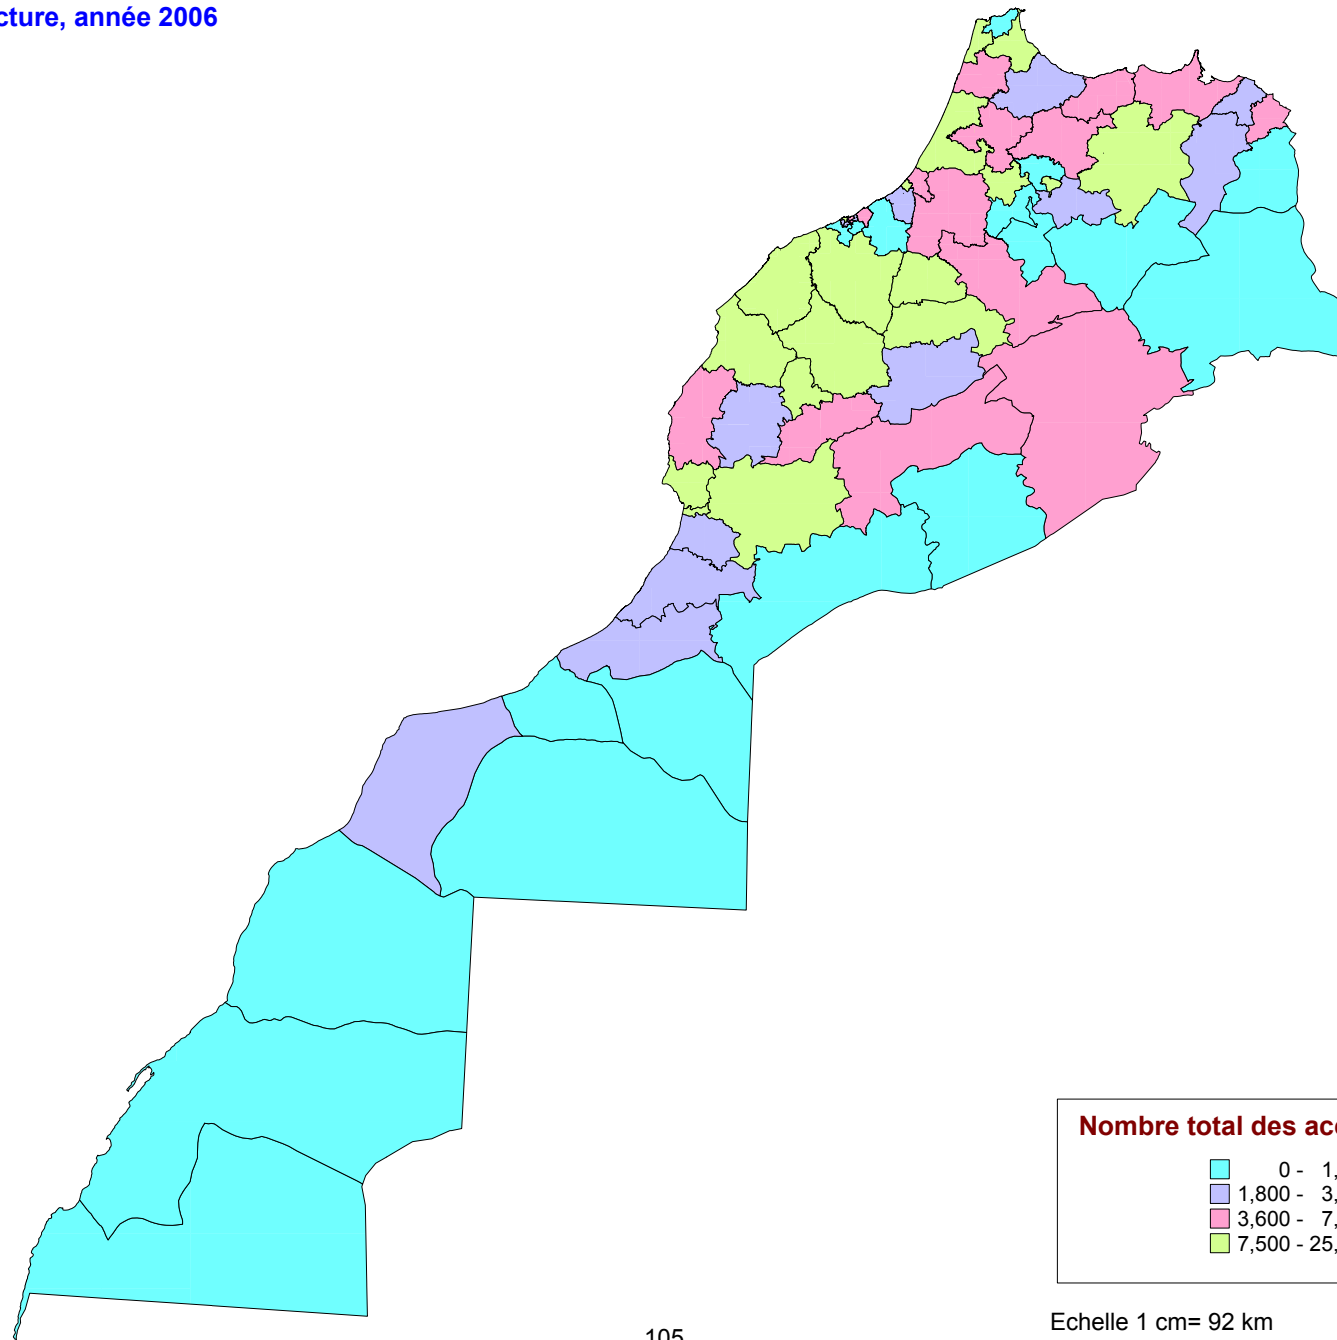 cture, année 2006
Nombre total des acc
0 - 1,
1,800 - 3,
3,600 - 7,
7,500 - 25,
Echelle 1 cm= 92 km
105